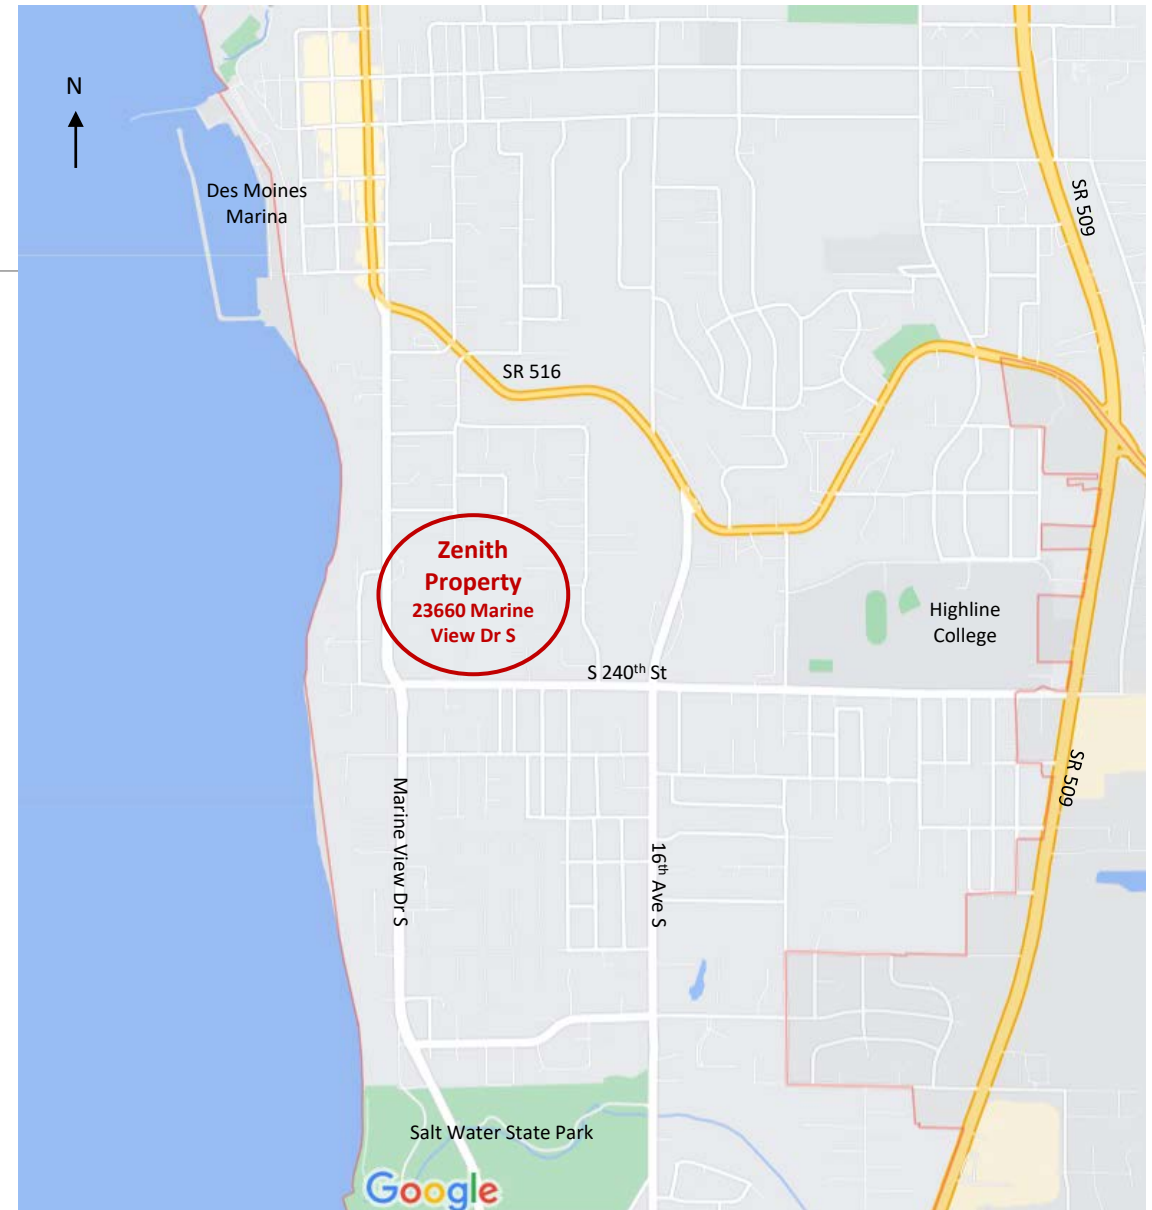 N
Des Moines
Marina
SR 509
SR 516
Zenith
Property
23660 Marine
View Dr S
Highline
College
S 240th St
SR 509
Marine View Dr S
16th Ave S
Salt Water State Park
Google